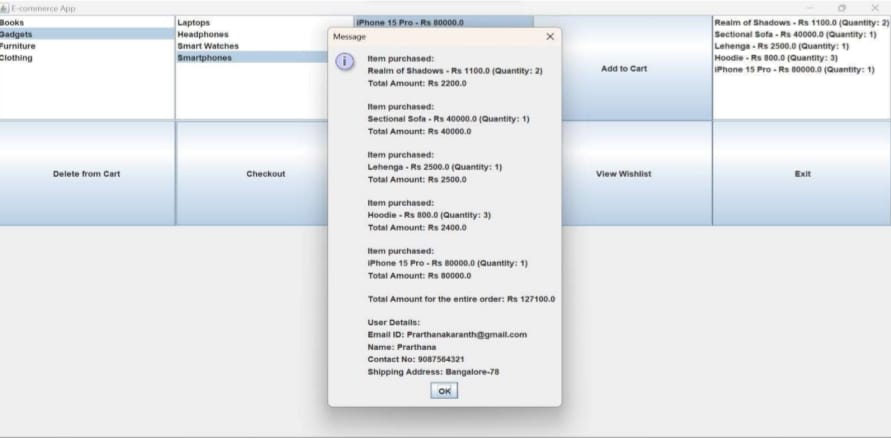 E-commerce App
Books
Gadgets
Furniture
Clothing
Laptops
Headphones
Smart Watches
Smartphones
iPhone 15 Pro - Rs 80000.0
Add to Cart
Realm of Shadows - Rs 1100.0 (Quantity: 2)
Sectional Sofa - Rs 40000.0 (Quantity: 1)
Lehenga - Rs 2500.0 (Quantity: 1)
Hoodie - Rs 800.0 (Quantity: 3)
iPhone 15 Pro - Rs 80000.0 (Quantity: 1)
Delete from Cart
Checkout
View Wishlist
Exit
Message
Item purchased:
Realm of Shadows - Rs 1100.0 (Quantity: 2)
Total Amount: Rs 2200.0
Item purchased:
Sectional Sofa - Rs 40000.0 (Quantity: 1)
Total Amount: Rs 40000.0
Item purchased:
Lehenga - Rs 2500.0 (Quantity: 1)
Total Amount: Rs 2500.0
Item purchased:
Hoodie - Rs 800.0 (Quantity: 3)
Total Amount: Rs 2400.0
Item purchased:
iPhone 15 Pro - Rs 80000.0 (Quantity: 1)
Total Amount: Rs 80000.0
Total Amount for the entire order: Rs 127100.0
User Details:
Email ID: Prarthanakaranth@gmail.com
Name: Prarthana
Contact No: 9087564321
Shipping Address: Bangalore-78
OK